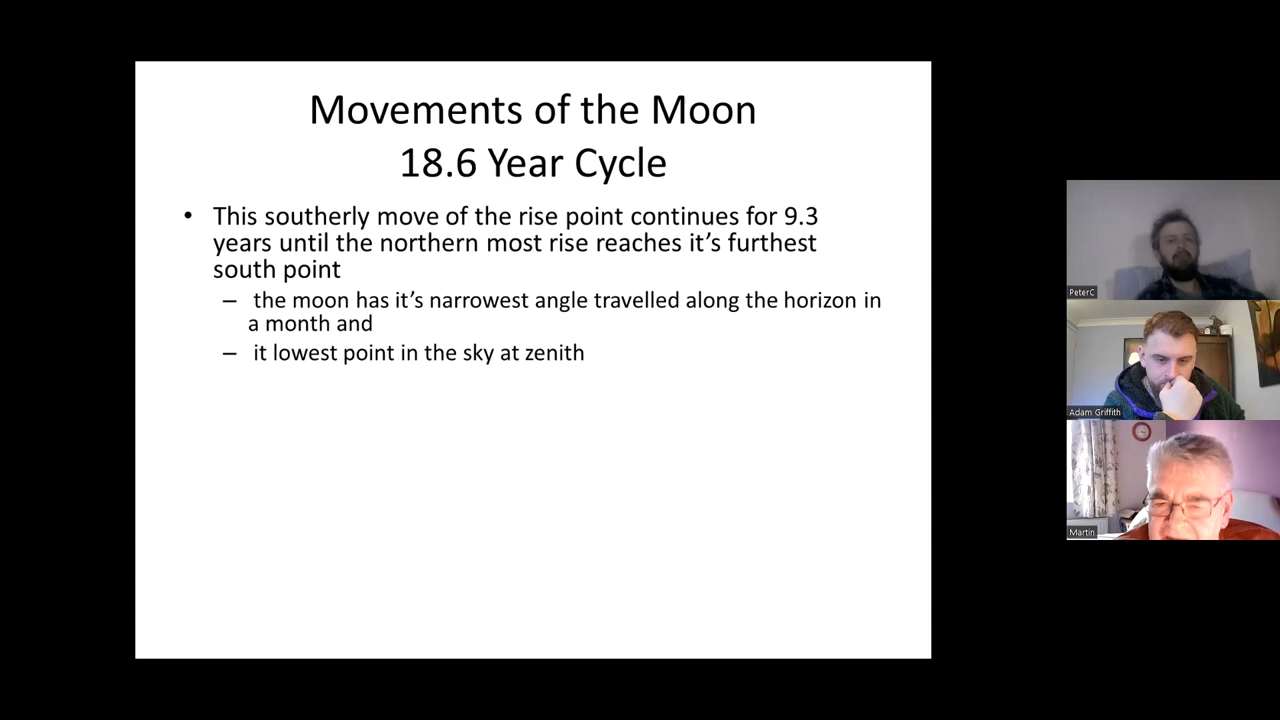 Movements of the Moon
18.6 Year Cycle
• This southerly move of the rise point continues for 9.3
years until the northern most rise reaches it’s furthest
south point
– the moon has it’s narrowest angle travelled along the horizon in
a month and
– it lowest point in the sky at zenith
PeterC
Adam Griffith
Martin